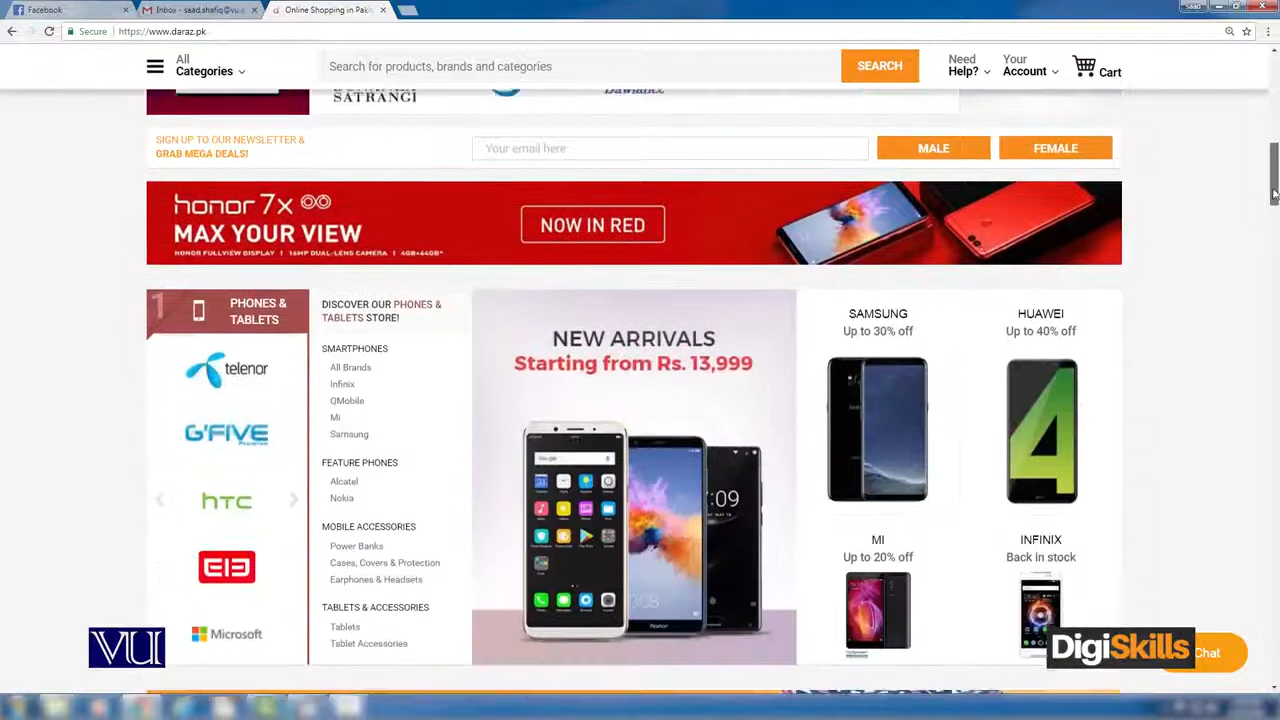 Facebook
Inbox - saad.shafiq@vu.e
Online Shopping in Paki
Saad
Secure
https://www.daraz.pk
All
Categories
Search for products, brands and categories
SEARCH
Need
Help?
Your
Account
Cart
SATRANGI
Dawlance
SIGN UP TO OUR NEWSLETTER &
GRAB MEGA DEALS!
Your email here
MALE
FEMALE
honor 7x
MAX YOUR VIEW
HONOR FULLVIEW DISPLAY | 16MP DUAL-LENS CAMERA | 4GB+64GB*
NOW IN RED
1
PHONES &
TABLETS
telenor
G'FIVE
htc
Microsoft
DISCOVER OUR PHONES &
TABLETS STORE!
SMARTPHONES
All Brands
Infinix
QMobile
Mi
Samsung
FEATURE PHONES
Alcatel
Nokia
MOBILE ACCESSORIES
Power Banks
Cases, Covers & Protection
Earphones & Headsets
TABLETS & ACCESSORIES
Tablets
Tablet Accessories
NEW ARRIVALS
Starting from Rs. 13,999
Google
:09
honor
SAMSUNG
Up to 30% off
HUAWEI
Up to 40% off
4
MI
Up to 20% off
INFINIX
Back in stock
VU
DigiSkills
Chat